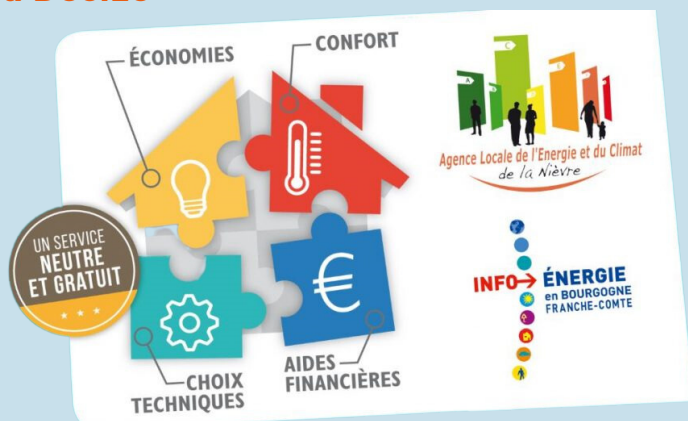 ÉCONOMIES
CONFORT
UN SERVICE
NEUTRE
ET GRATUIT
CHOIX
TECHNIQUES
AIDES
FINANCIÈRES
€
Agence Locale de l'Energie et du Climat
de la Nièvre
INFO→ ÉNERGIE
en BOURGOGNE
FRANCHE-COMTE